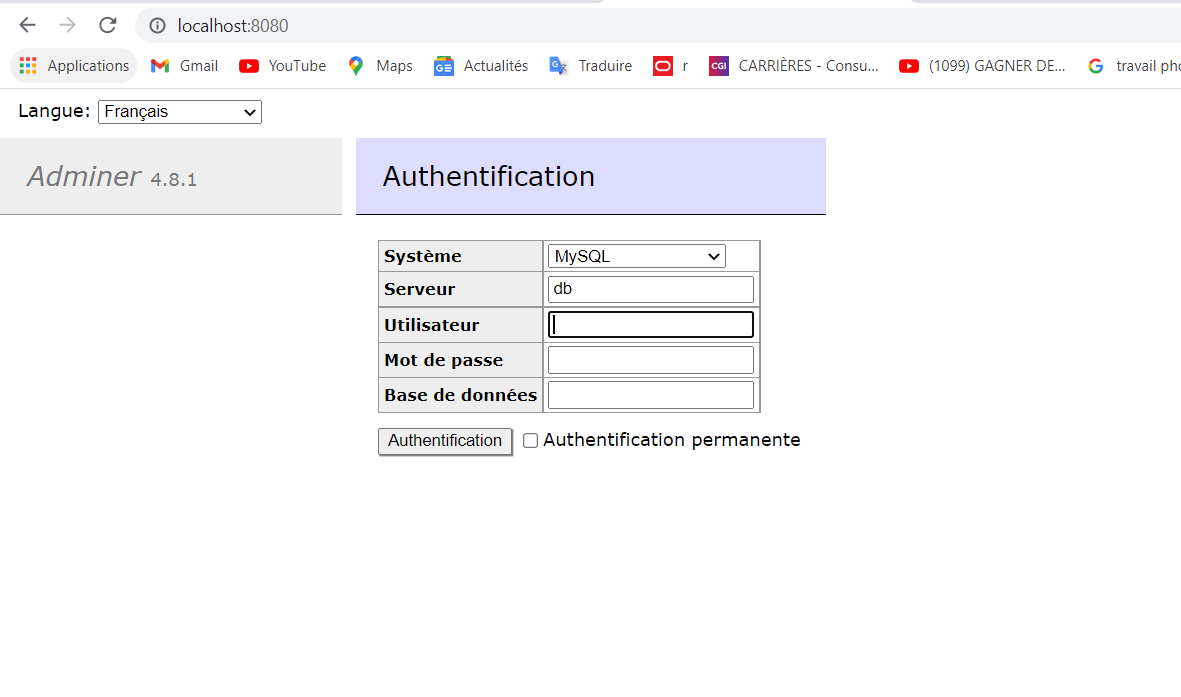 localhost:8080
Applications Gmail YouTube Maps GE Actualités G Traduire r CGI CARRIÈRES - Consu... (1099) GAGNER DE... G travail pho
Langue: Français
Adminer 4.8.1
Authentification
Système MySQL
Serveur db
Utilisateur
Mot de passe
Base de données
Authentification Authentification permanente